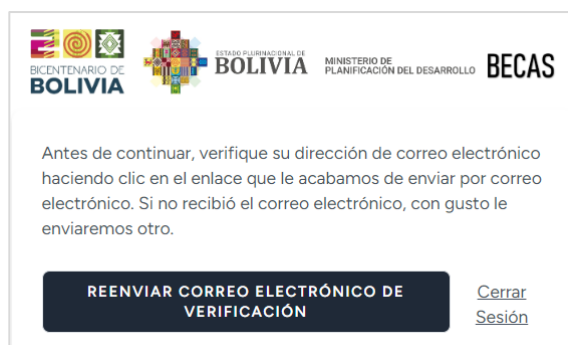 BICENTENARIO DE
BOLIVIA
ESTADO PLURINACIONAL DE
BOLIVIA
MINISTERIO DE
PLANIFICACIÓN DEL DESARROLLO
BECAS
Antes de continuar, verifique su dirección de correo electrónico
haciendo clic en el enlace que le acabamos de enviar por correo
electrónico. Si no recibió el correo electrónico, con gusto le
enviaremos otro.
REENVIAR CORREO ELECTRÓNICO DE
VERIFICACIÓN
Cerrar
Sesión